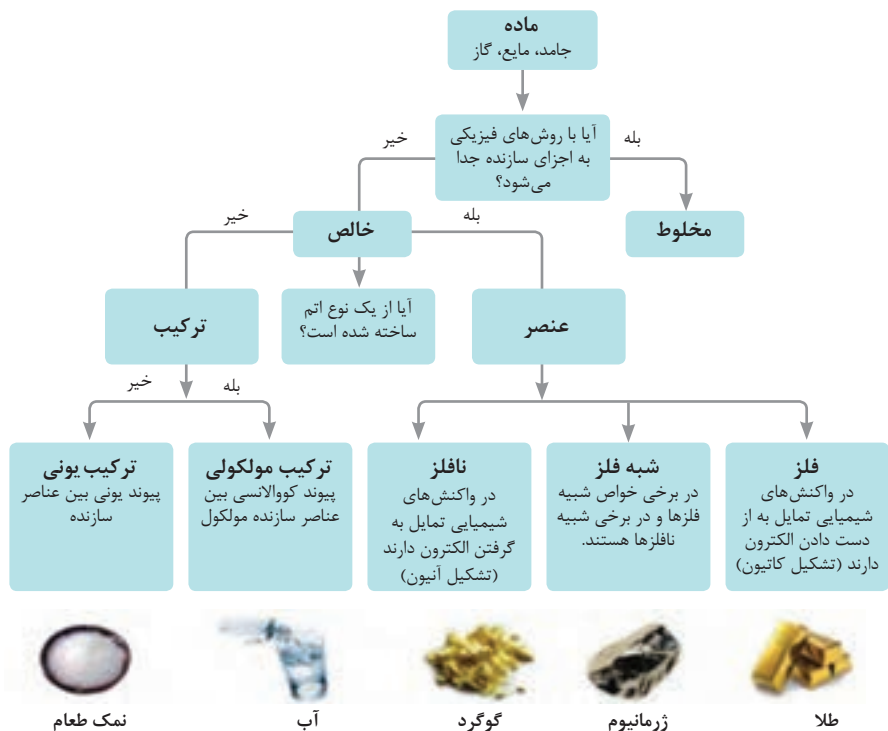 ماده
جامد، مایع، گاز
آیا با روش‌های فیزیکی
به اجزای سازنده جدا
می‌شود؟
بله
خیر
مخلوط
خالص
بله
خیر
آیا از یک نوع اتم
ساخته شده است؟
عنصر
ترکیب
بله
خیر
فلز
در واکنش‌های
شیمیایی تمایل به از
دست دادن الکترون
دارند (تشکیل کاتیون)
شبه فلز
در برخی خواص شبیه
فلزها و در برخی شبیه
نافلزها هستند.
نافلز
در واکنش‌های
شیمیایی تمایل به
گرفتن الکترون دارند
(تشکیل آنیون)
ترکیب مولکولی
پیوند کووالانسی بین
عناصر سازنده مولکول
ترکیب یونی
پیوند یونی بین عناصر
سازنده
طلا
ژرمانیوم
گوگرد
آب
نمک طعام